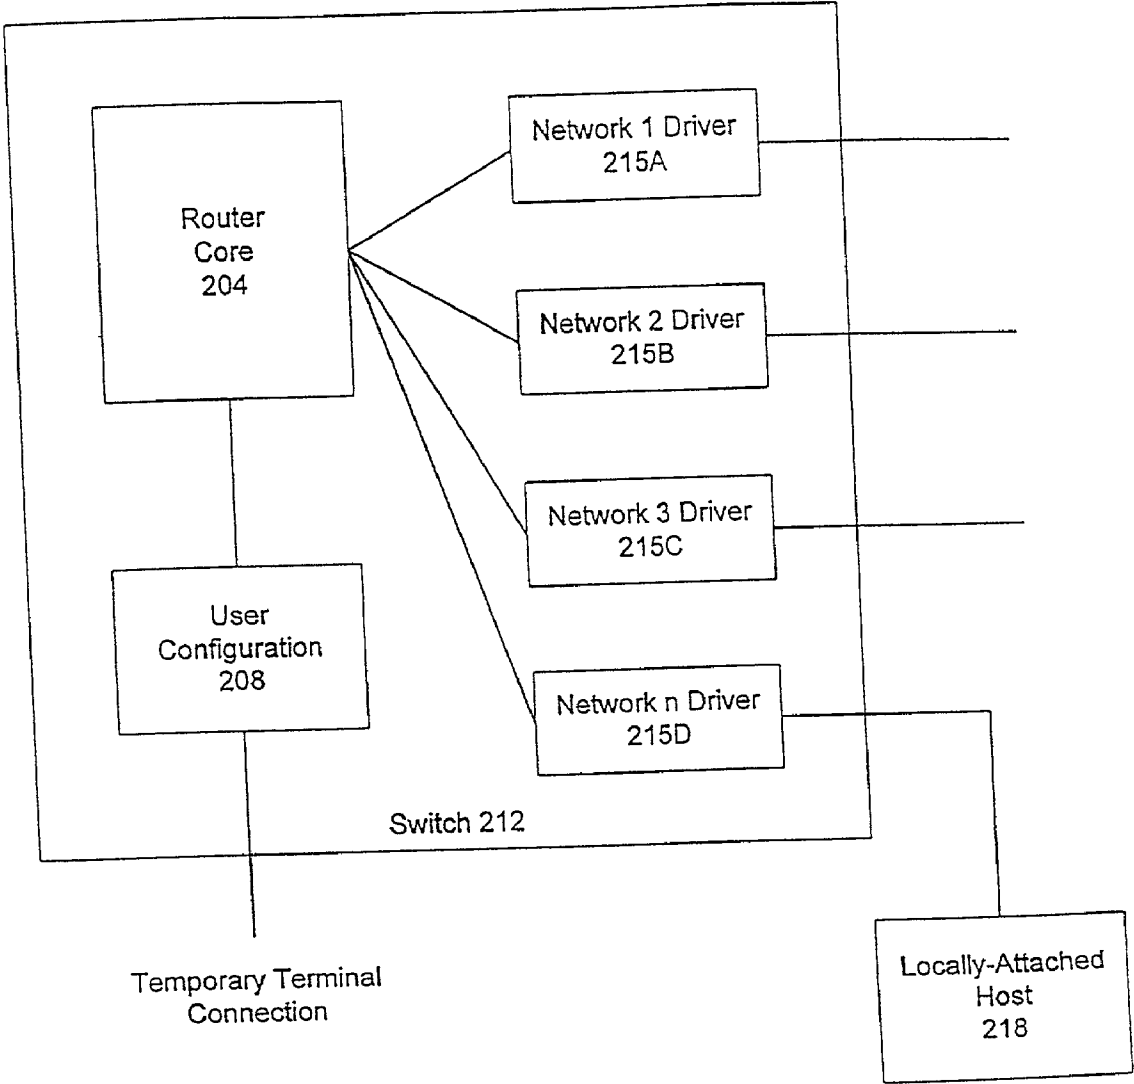 Network 1 Driver
215A
Router
Core
204
Network 2 Driver
215B
Network 3 Driver
215C
User
Configuration
208
Network n Driver
215D
Switch 212
Temporary Terminal
Connection
Locally-Attached
Host
218